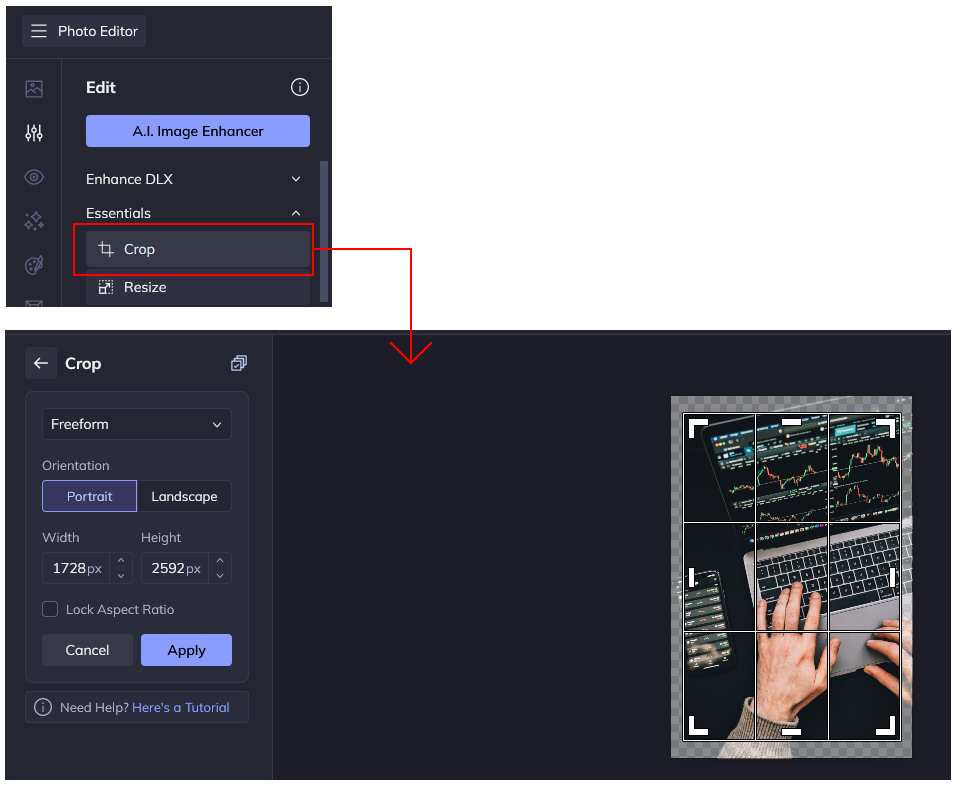 Photo Editor
Edit
A.I. Image Enhancer
Enhance DLX
Essentials
Crop
Resize
Crop
Freeform
Orientation
Portrait Landscape
Width Height
1728px 2592px
Lock Aspect Ratio
Cancel Apply
Need Help? Here's a Tutorial